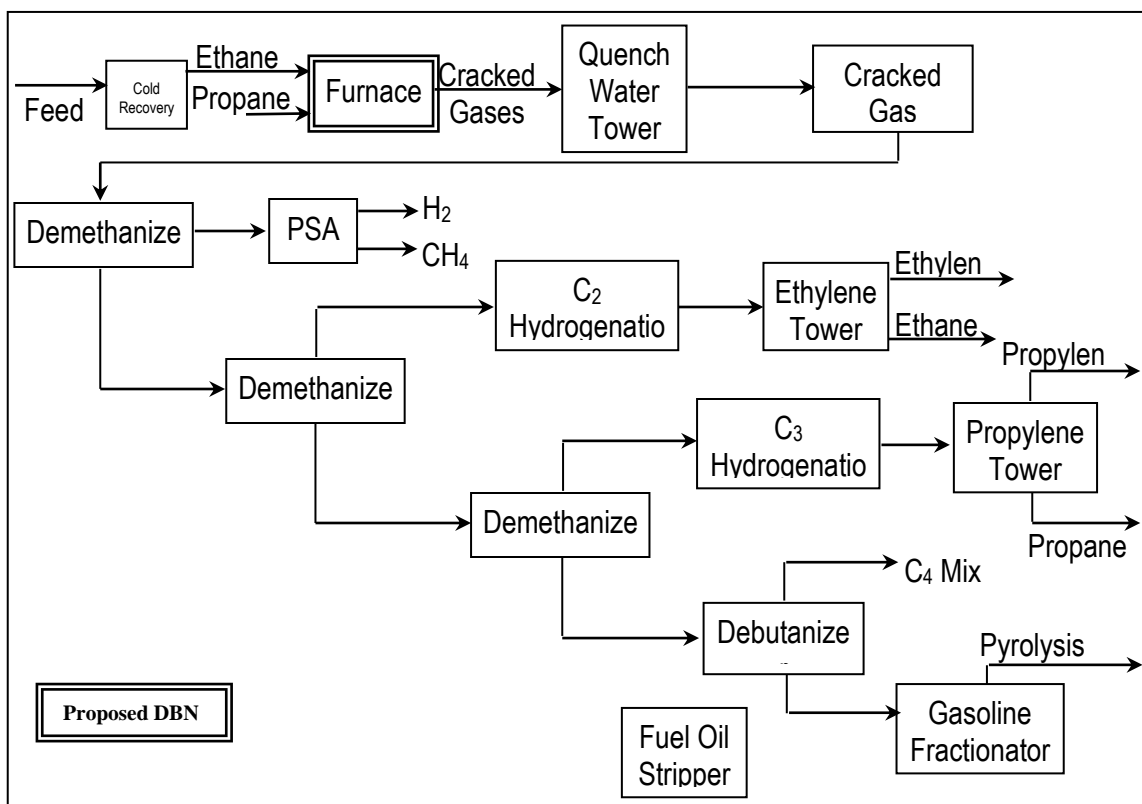 Feed
Cold
Recovery
Ethane
Propane
Furnace
Cracked
Gases
Quench
Water
Tower
Cracked
Gas
Demethanize
PSA
H₂
CH₄
C₂
Hydrogenatio
Ethylene
Tower
Ethylen
Ethane
Demethanize
Propylen
C₃
Hydrogenatio
Propylene
Tower
Propane
Demethanize
C₄ Mix
Debutanize
Pyrolysis
Gasoline
Fractionator
Fuel Oil
Stripper
Proposed DBN